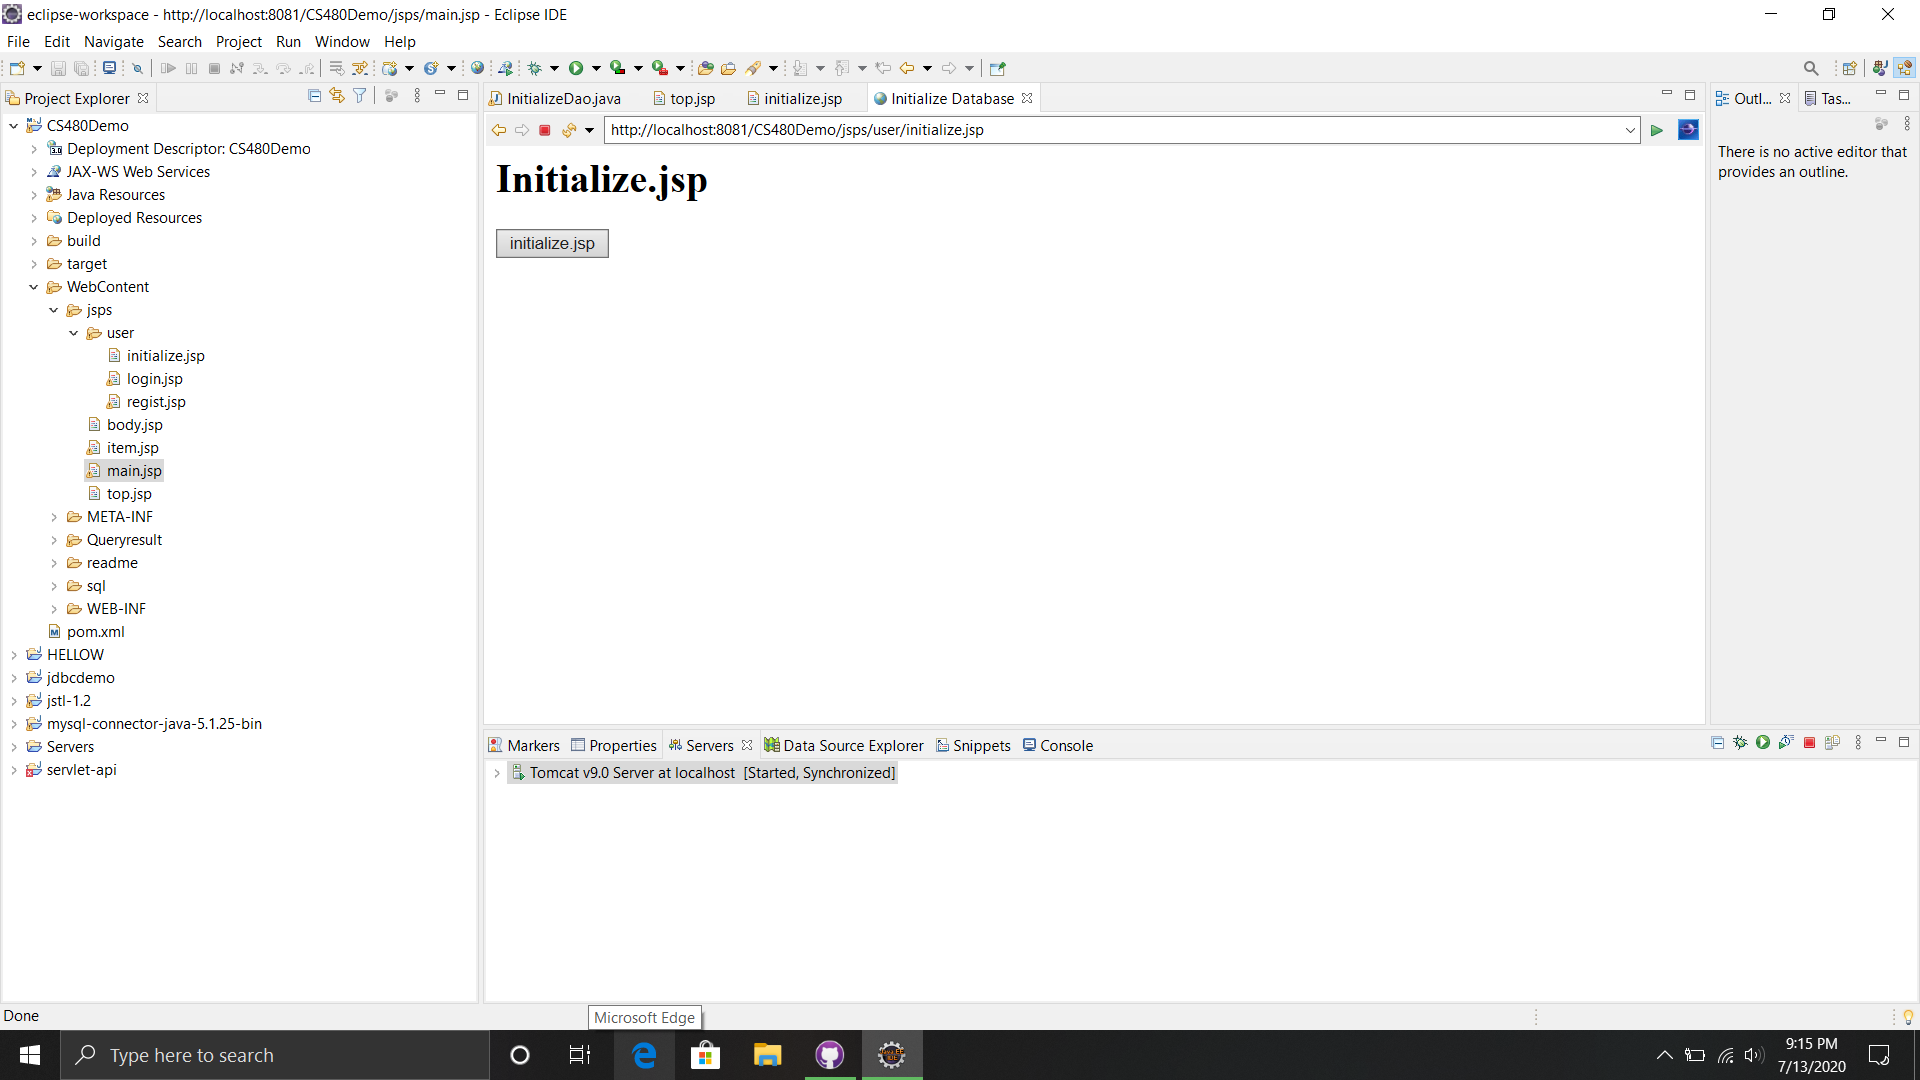 eclipse-workspace - http://localhost:8081/CS480Demo/jsps/main.jsp - Eclipse IDE
File Edit Navigate Search Project Run Window Help
Project Explorer
CS480Demo
Deployment Descriptor: CS480Demo
JAX-WS Web Services
Java Resources
Deployed Resources
build
target
WebContent
jsps
user
initialize.jsp
login.jsp
regist.jsp
body.jsp
item.jsp
main.jsp
top.jsp
META-INF
Queryresult
readme
sql
WEB-INF
pom.xml
HELLOW
jdbcdemo
jstl-1.2
mysql-connector-java-5.1.25-bin
Servers
servlet-api
InitializeDao.java top.jsp initialize.jsp Initialize Database
http://localhost:8081/CS480Demo/jsps/user/initialize.jsp
Initialize.jsp
initialize.jsp
Outl... Tas...
There is no active editor that
provides an outline.
Markers Properties Servers Data Source Explorer Snippets Console
Tomcat v9.0 Server at localhost [Started, Synchronized]
Done
Microsoft Edge
Type here to search
9:15 PM
7/13/2020